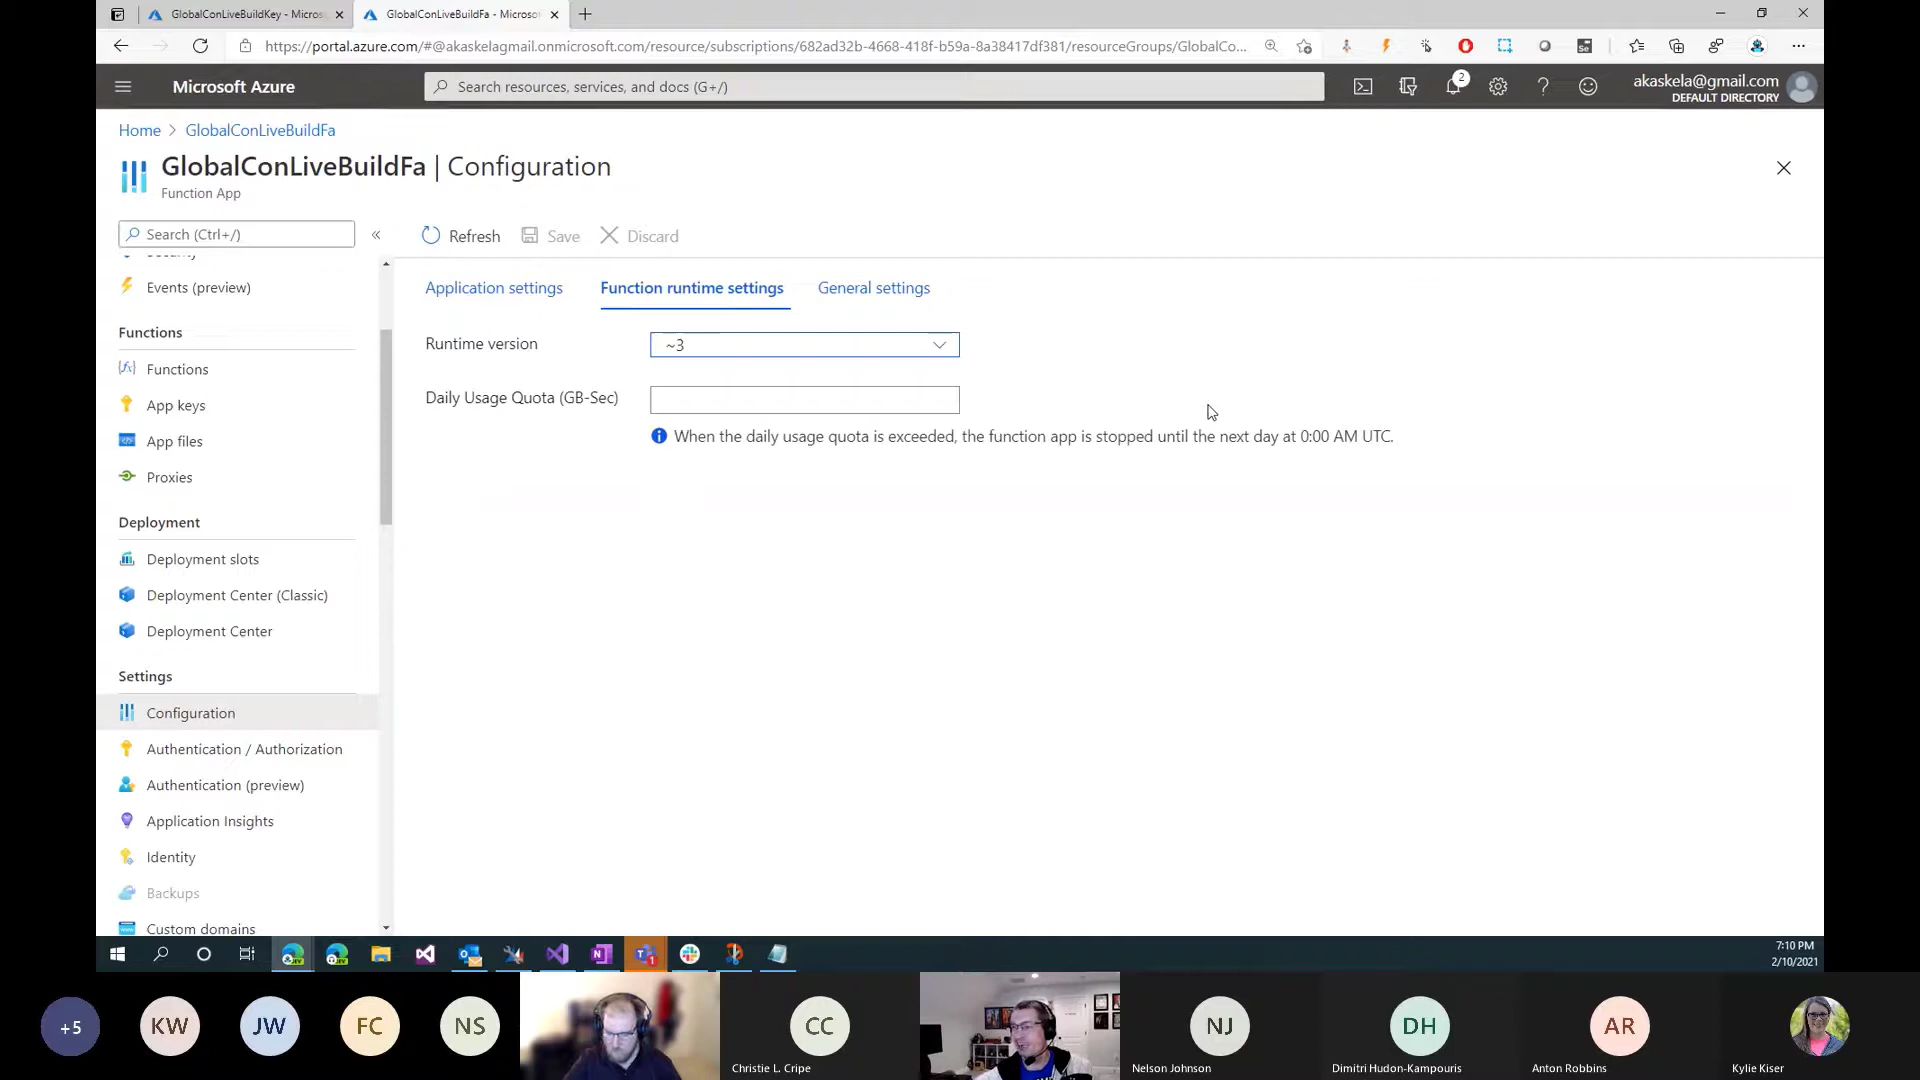 GlobalConLiveBuildKey - Micros
GlobalConLiveBuildFa - Microsof
https://portal.azure.com/#@akaskelagmail.onmicrosoft.com/resource/subscriptions/682ad32b-4668-418f-b59a-8a38417df381/resourceGroups/GlobalCo...
Microsoft Azure
Search resources, services, and docs (G+/)
2
akaskela@gmail.com
DEFAULT DIRECTORY
Home > GlobalConLiveBuildFa
GlobalConLiveBuildFa | Configuration
Function App
Search (Ctrl+/)
Refresh
Save
Discard
Security
Events (preview)
Functions
Functions
App keys
App files
Proxies
Deployment
Deployment slots
Deployment Center (Classic)
Deployment Center
Settings
Configuration
Authentication / Authorization
Authentication (preview)
Application Insights
Identity
Backups
Custom domains
Application settings
Function runtime settings
General settings
Runtime version
~3
Daily Usage Quota (GB-Sec)
When the daily usage quota is exceeded, the function app is stopped until the next day at 0:00 AM UTC.
7:10 PM
2/10/2021
+5
KW
JW
FC
NS
CC
Christie L. Cripe
NJ
Nelson Johnson
DH
Dimitri Hudon-Kampouris
AR
Anton Robbins
Kylie Kiser